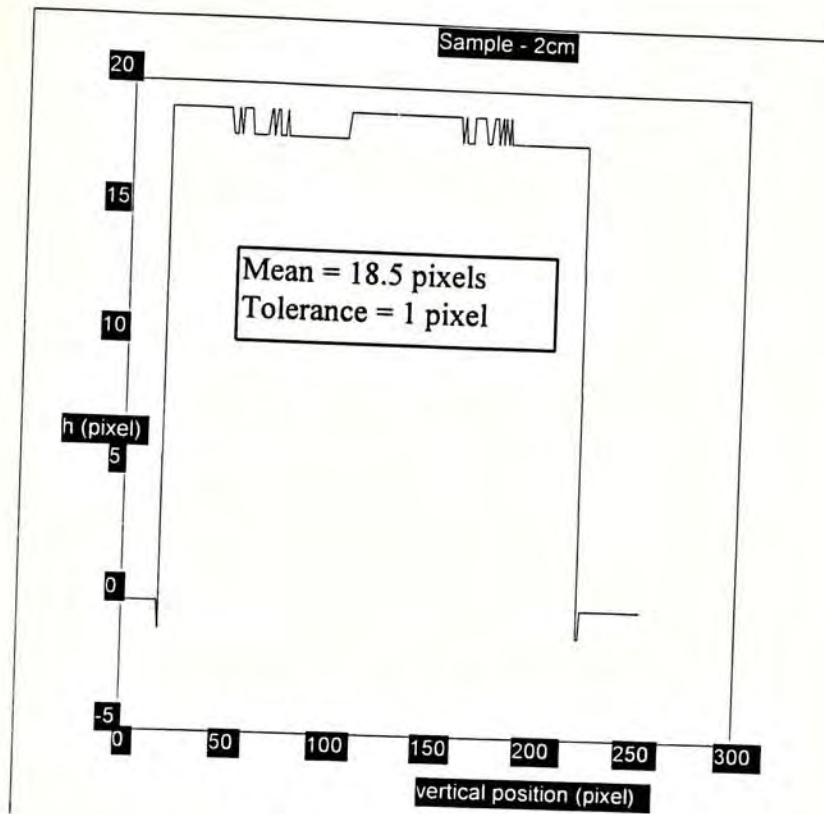 Sample - 2cm
20
15
10
h (pixel)
5
0
-5
Mean = 18.5 pixels
Tolerance = 1 pixel
0 50 100 150 200 250 300
vertical position (pixel)